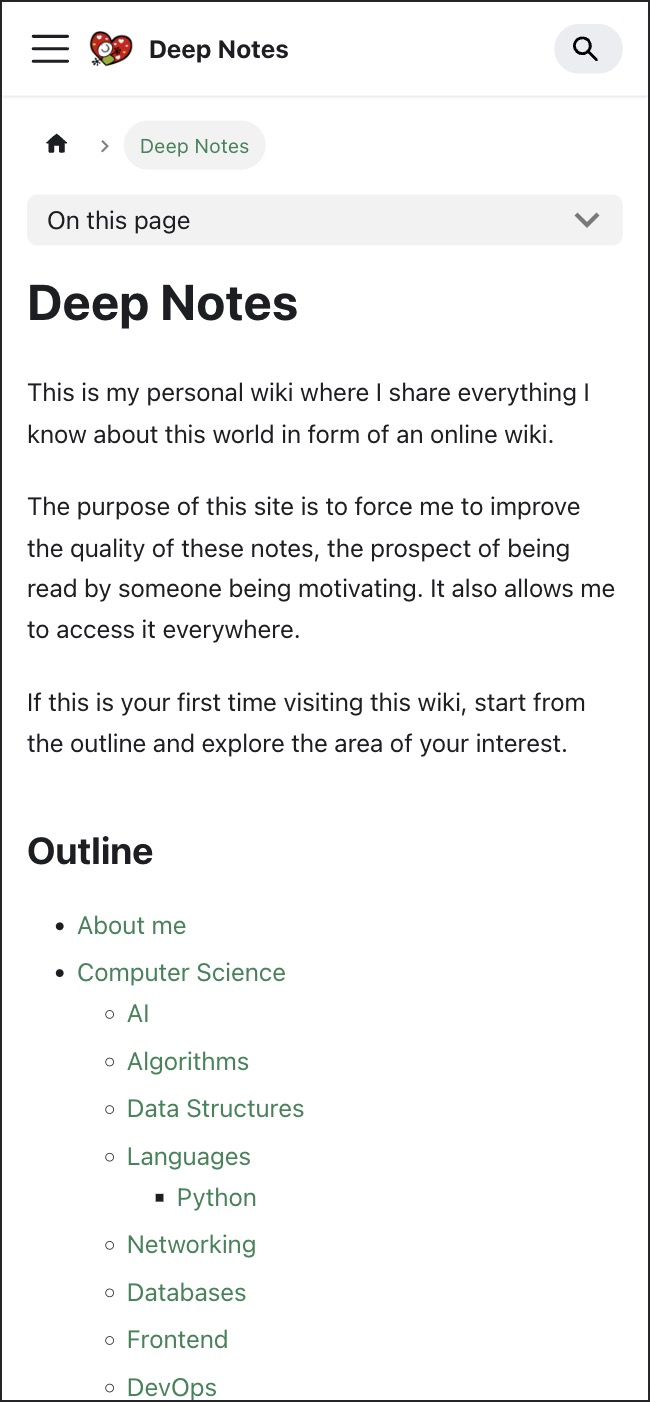 Deep Notes
Deep Notes
On this page
Deep Notes
This is my personal wiki where I share everything I
know about this world in form of an online wiki.
The purpose of this site is to force me to improve
the quality of these notes, the prospect of being
read by someone being motivating. It also allows me
to access it everywhere.
If this is your first time visiting this wiki, start from
the outline and explore the area of your interest.
Outline
About me
Computer Science
AI
Algorithms
Data Structures
Languages
Python
Networking
Databases
Frontend
DevOps